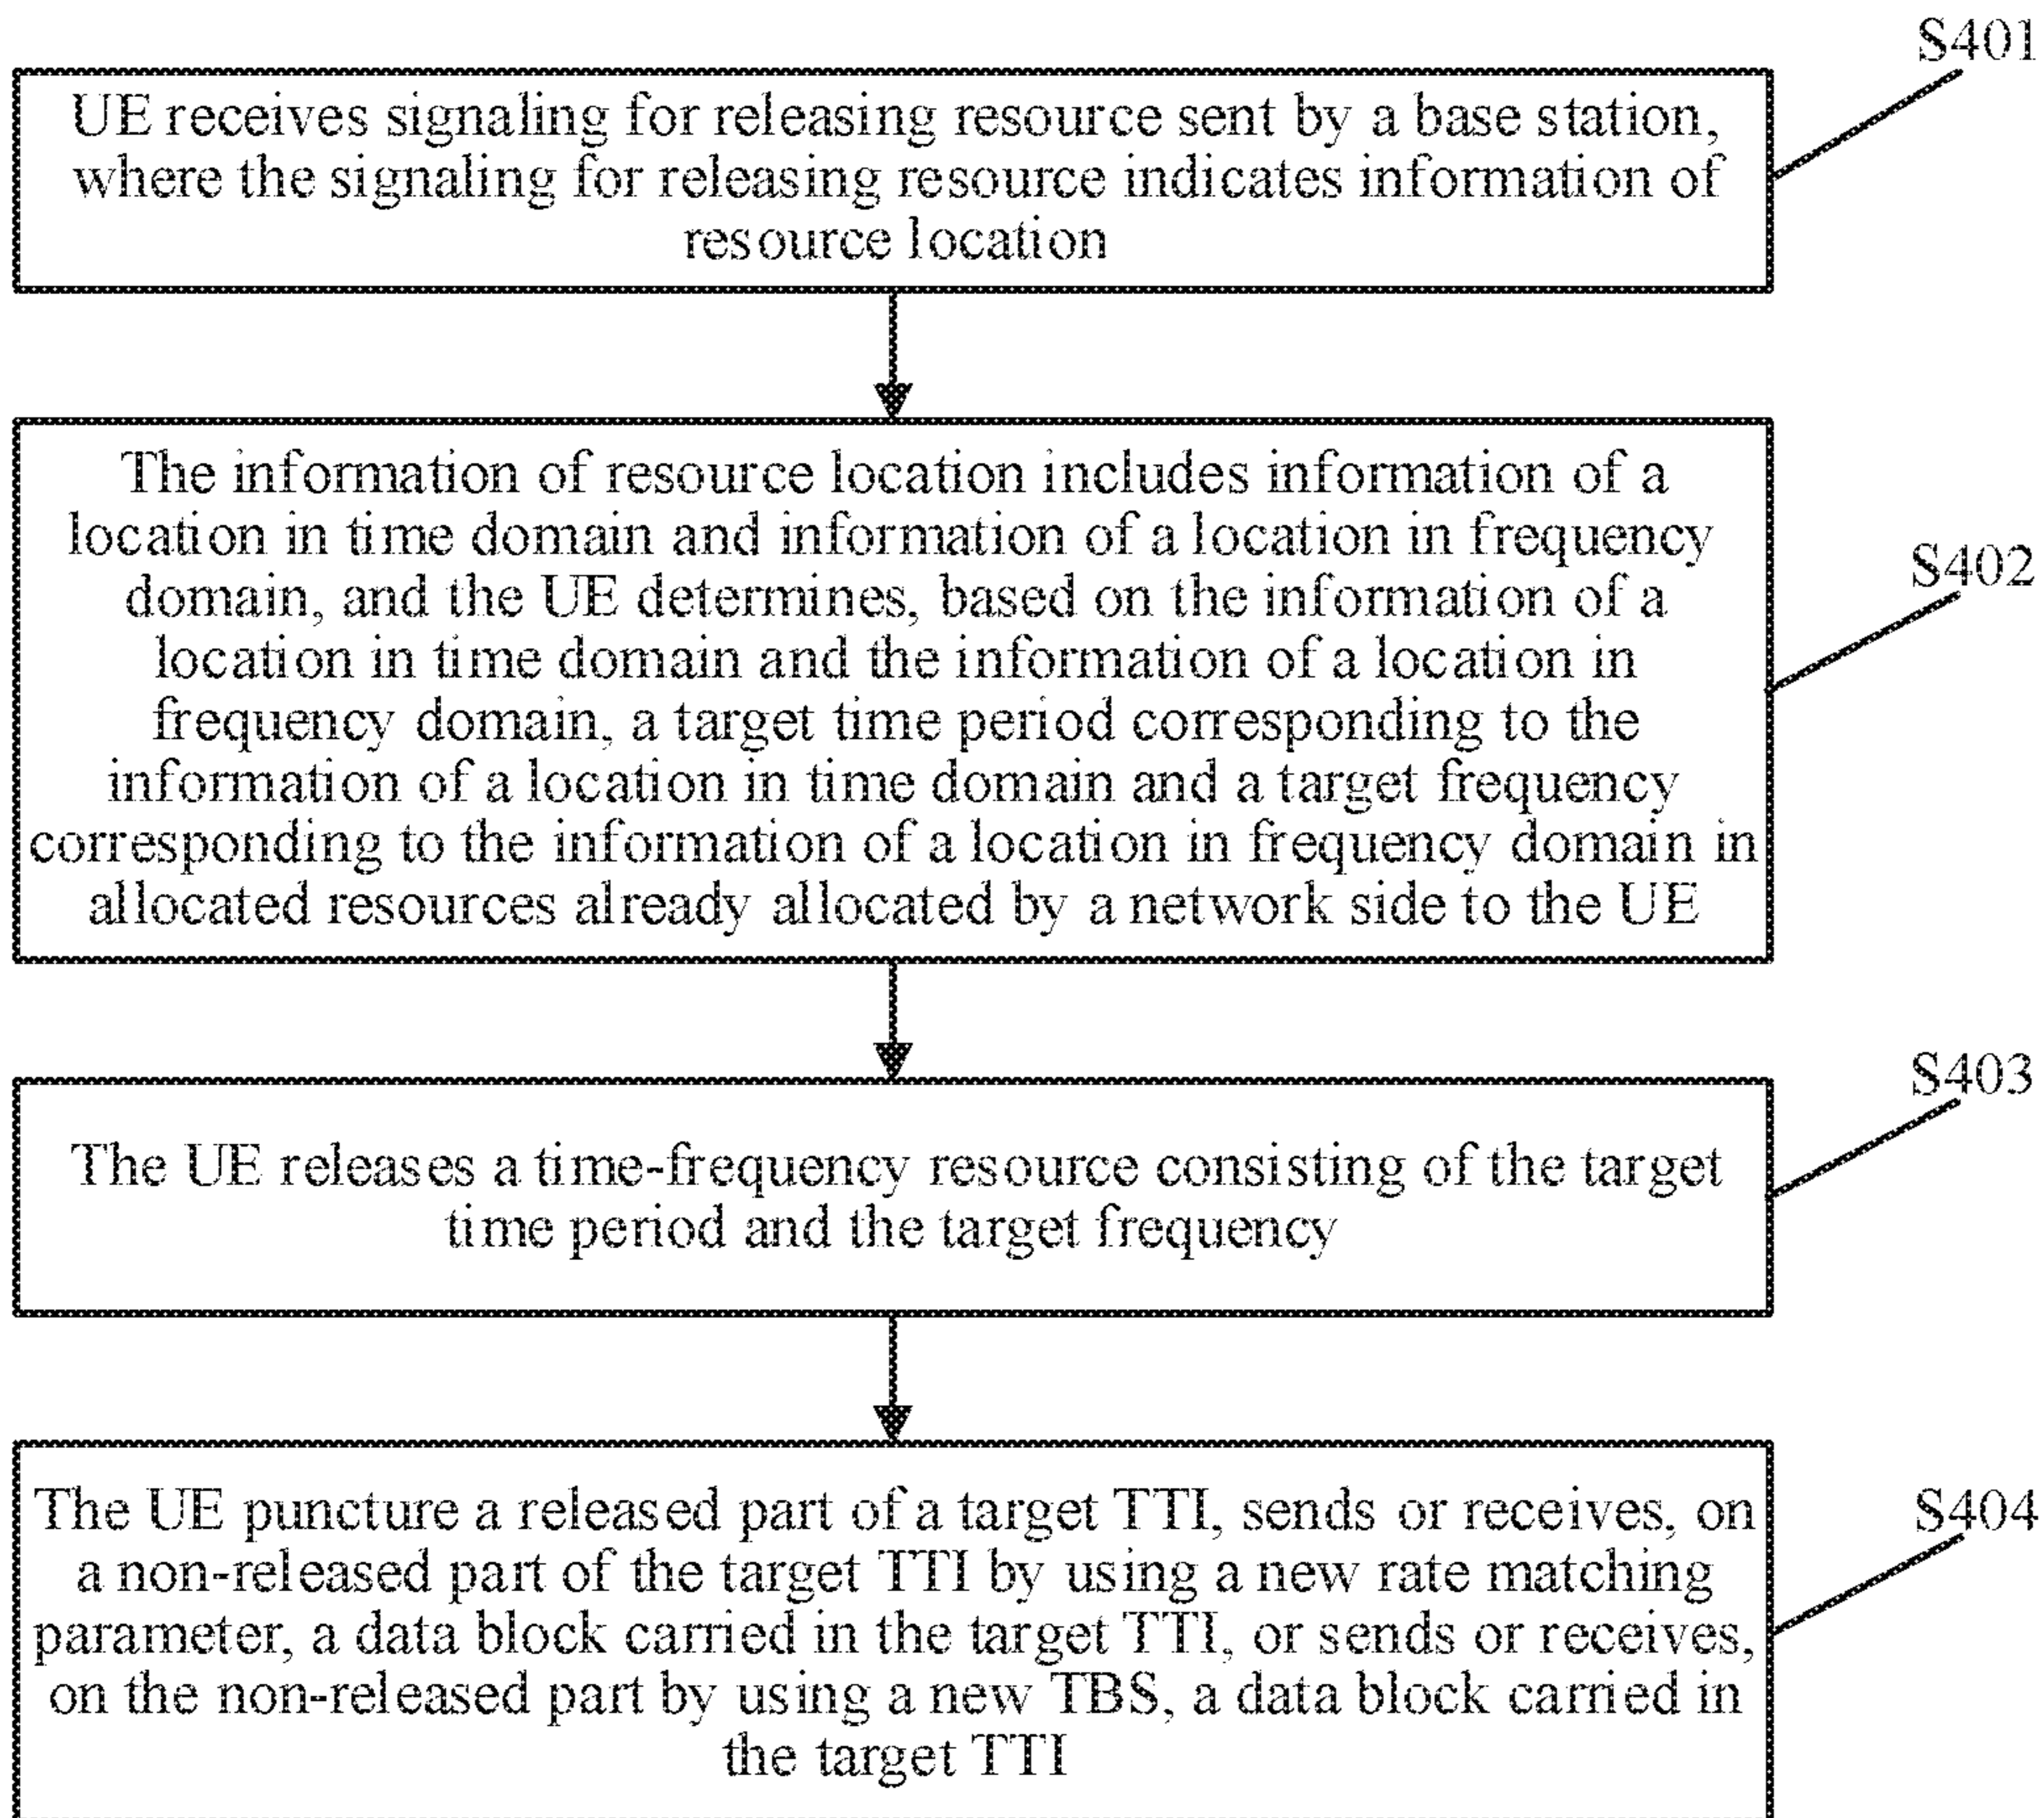 S401
UE receives signaling for releasing resource sent by a base station,
where the signaling for releasing resource indicates information of
resource location
The information of resource location includes information of a
location in time domain and information of a location in frequency
domain, and the UE determines, based on the information of a
location in time domain and the information of a location in
frequency domain, a target time period corresponding to the
information of a location in time domain and a target frequency
corresponding to the information of a location in frequency domain in
allocated resources already allocated by a network side to the UE
S402
The UE releases a time-frequency resource consisting of the target
time period and the target frequency
S403
The UE puncture a released part of a target TTI, sends or receives, on
a non-released part of the target TTI by using a new rate matching
parameter, a data block carried in the target TTI, or sends or receives,
on the non-released part by using a new TBS, a data block carried in
the target TTI
S404